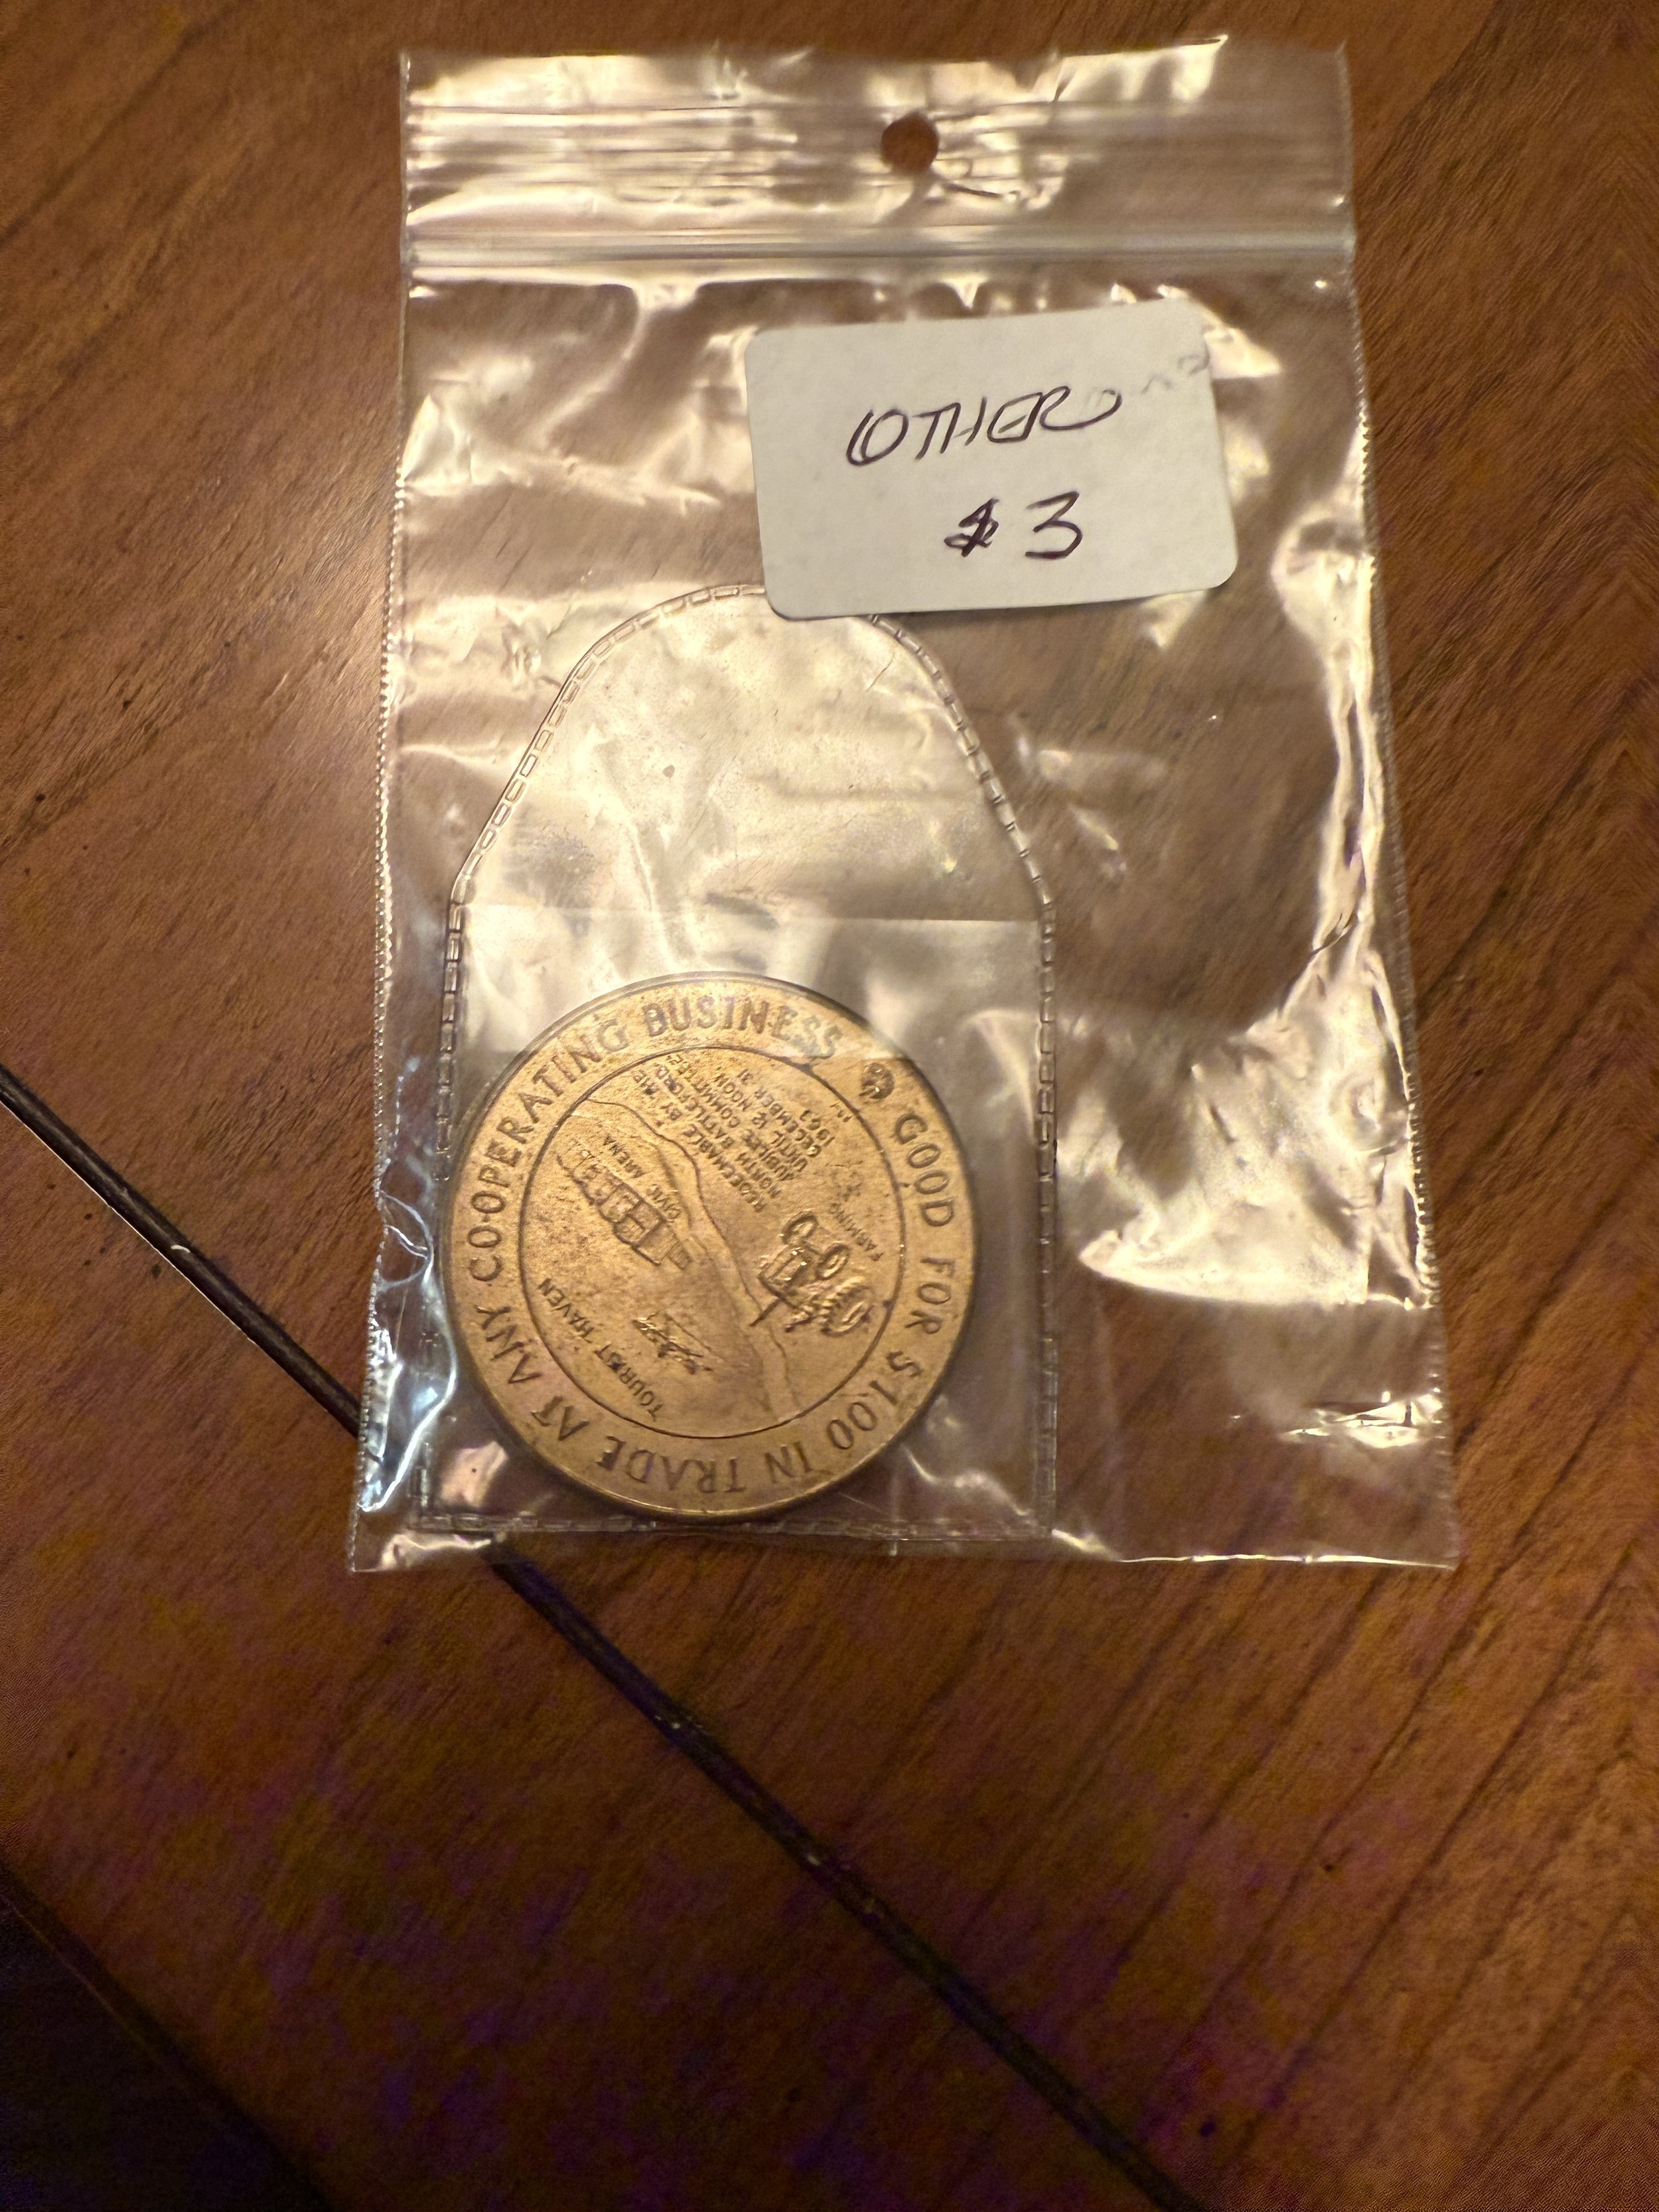 OTHER
$3
GOOD FOR $1.00 IN TRADE AT ANY CO-OPERATING BUSINESS
REDEEMABLE BY THE
NORTH BATTLEFORD
JUBILEE COMMITTEE
UNTIL 12 NOON,
DECEMBER 31
1963
CIVIC ARENA
FARMING
TOURIST HAVEN